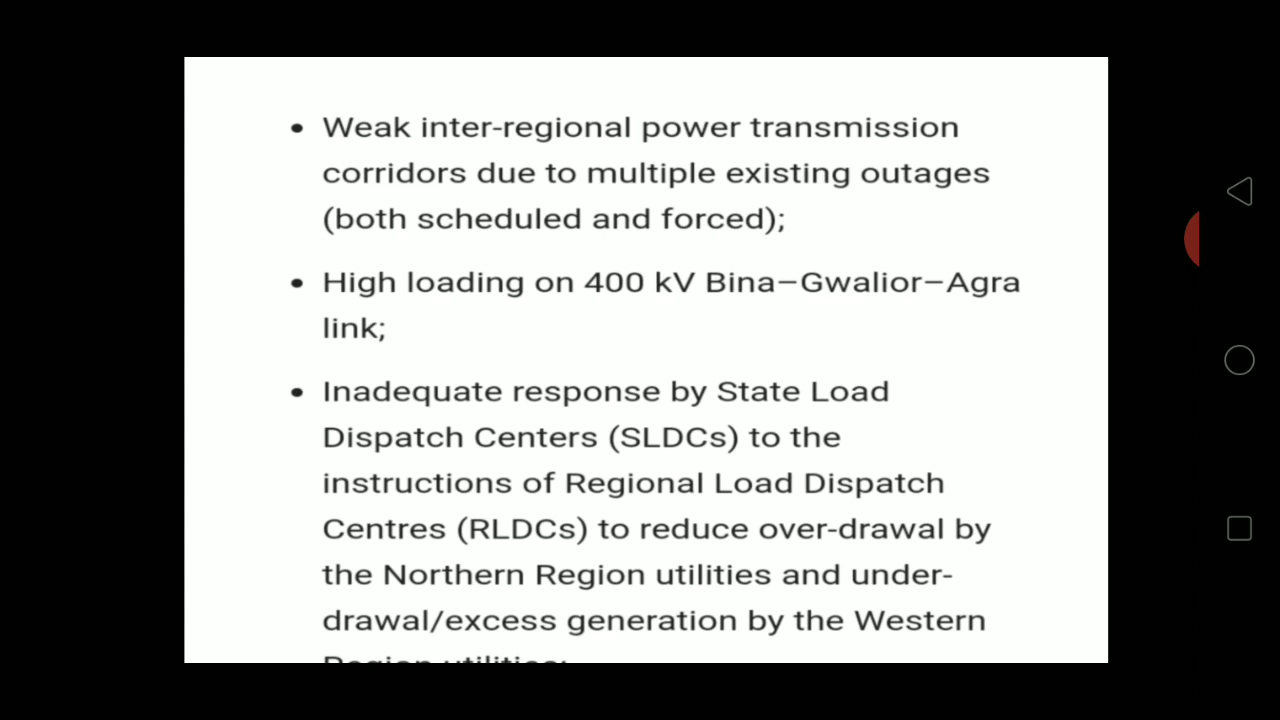 • Weak inter-regional power transmission
corridors due to multiple existing outages
(both scheduled and forced);
• High loading on 400 kV Bina–Gwalior–Agra
link;
• Inadequate response by State Load
Dispatch Centers (SLDCs) to the
instructions of Regional Load Dispatch
Centres (RLDCs) to reduce over-drawal by
the Northern Region utilities and under-
drawal/excess generation by the Western
Region utilities;